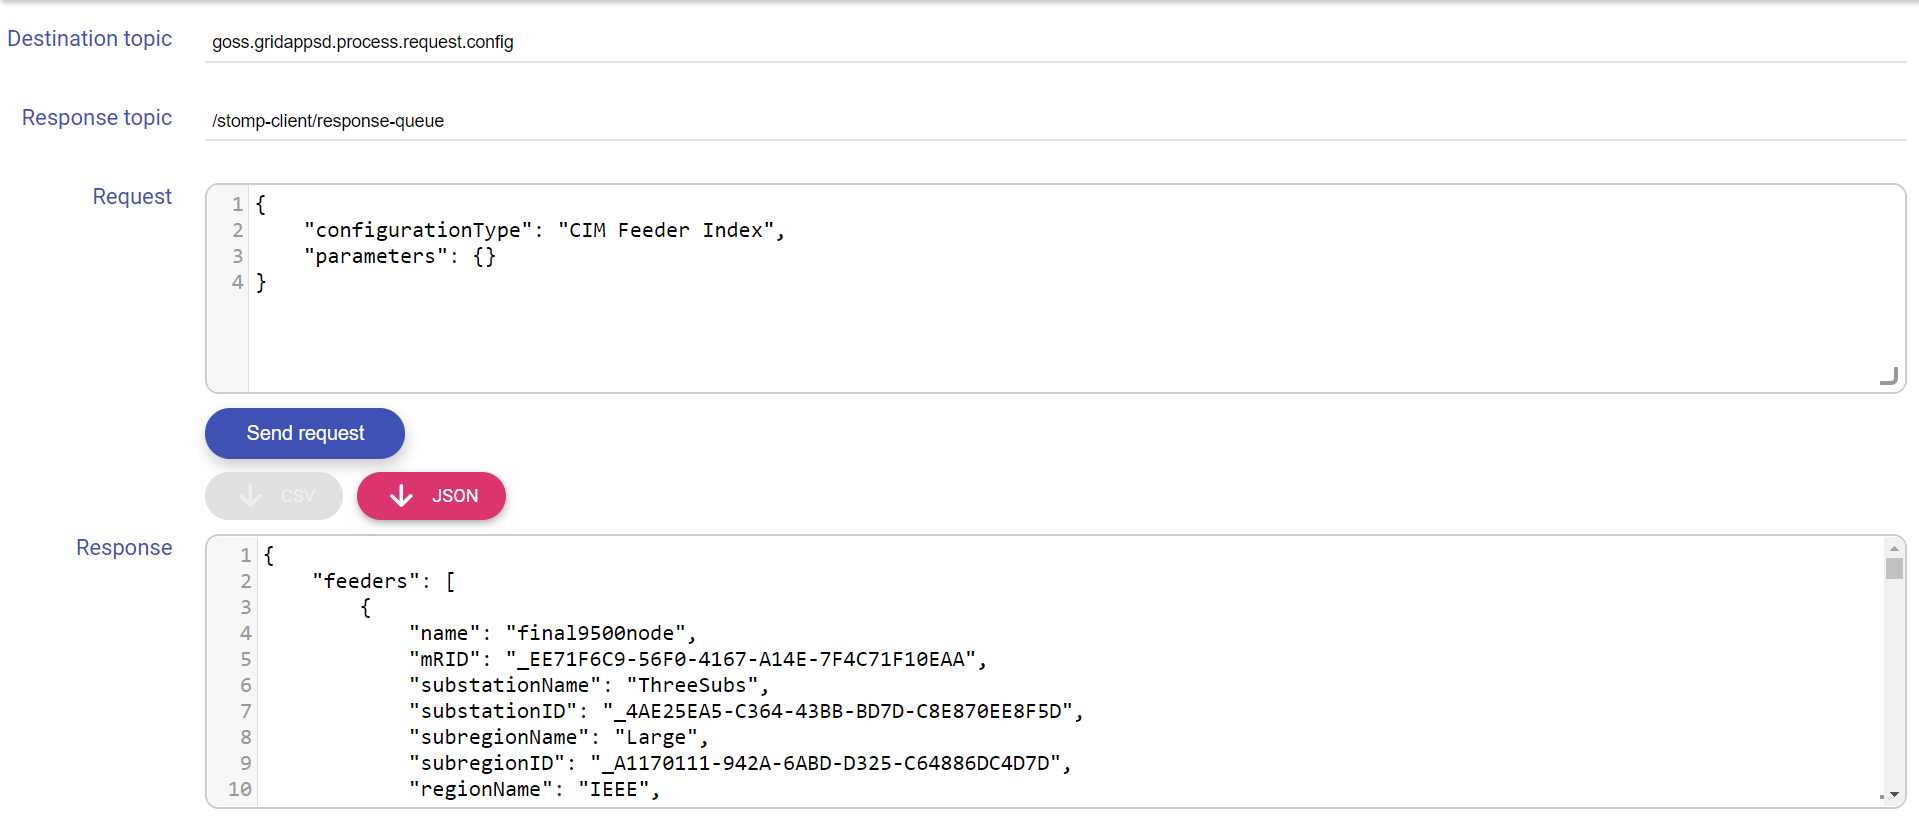 Destination topic
goss.gridappsd.process.request.config
Response topic
/stomp-client/response-queue
Request
1 {
2     "configurationType": "CIM Feeder Index",
3     "parameters": {}
4 }
Send request
CSV
JSON
Response
1 {
2     "feeders": [
3         {
4             "name": "final9500node",
5             "mRID": "_EE71F6C9-56F0-4167-A14E-7F4C71F10EAA",
6             "substationName": "ThreeSubs",
7             "substationID": "_4AE25EA5-C364-43BB-BD7D-C8E870EE8F5D",
8             "subregionName": "Large",
9             "subregionID": "_A1170111-942A-6ABD-D325-C64886DC4D7D",
10             "regionName": "IEEE",